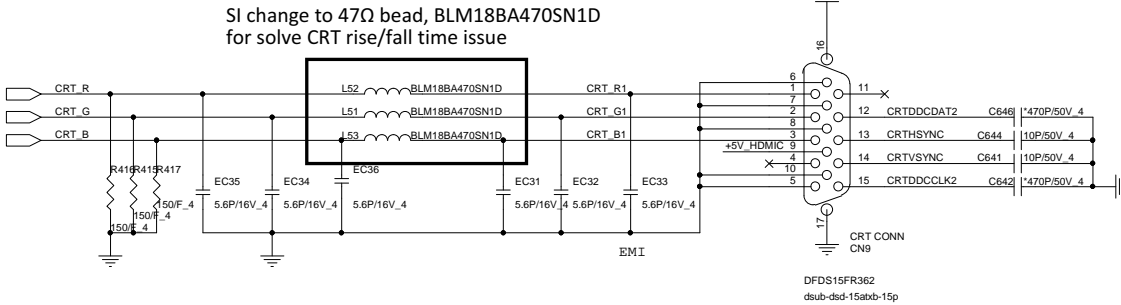 SI change to 47Ω bead, BLM18BA470SN1D
for solve CRT rise/fall time issue
16
CRT_R
L52
BLM18BA470SN1D
CRT_R1
6
1
11
CRT_G
L51
BLM18BA470SN1D
CRT_G1
7
2
12
CRTDDCDAT2
C646
*470P/50V_4
CRT_B
L53
BLM18BA470SN1D
CRT_B1
8
3
13
CRTHSYNC
C644
10P/50V_4
+5V_HDMIC
9
4
14
CRTVSYNC
C641
10P/50V_4
10
5
15
CRTDDCCLK2
C642
*470P/50V_4
R416
R415
R417
150/F_4
150/F_4
150/F_4
EC35
5.6P/16V_4
EC34
5.6P/16V_4
EC36
5.6P/16V_4
EC31
5.6P/16V_4
EC32
5.6P/16V_4
EC33
5.6P/16V_4
EMI
17
CRT CONN
CN9
DFDS15FR362
dsub-dsd-15atxb-15p